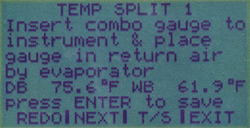 TEMP SPLIT 1
Insert combo gauge to
instrument & place
gauge in return air
by evaporator
DB 75.6°F WB 61.9°F
press ENTER to save
REDO|NEXT| T/S |EXIT